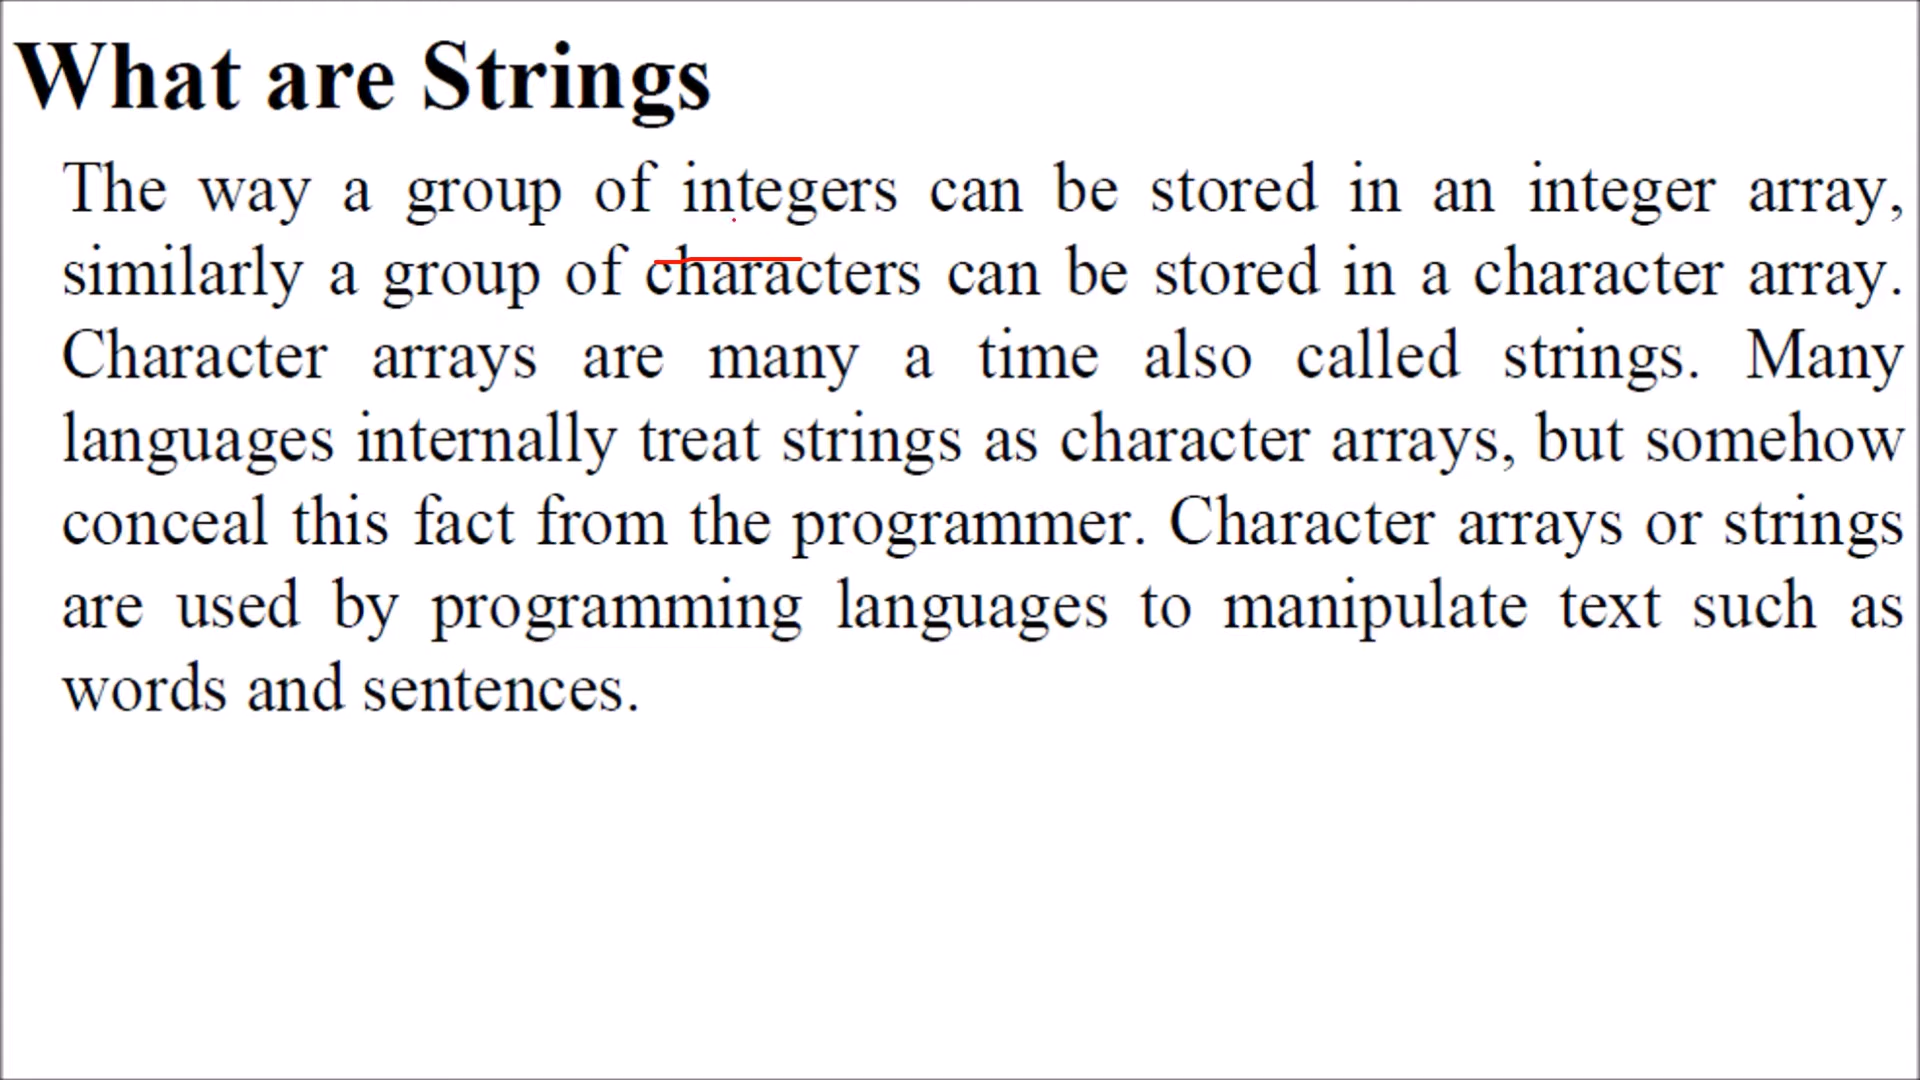 What are Strings
The way a group of integers can be stored in an integer array,
similarly a group of characters can be stored in a character array.
Character arrays are many a time also called strings. Many
languages internally treat strings as character arrays, but somehow
conceal this fact from the programmer. Character arrays or strings
are used by programming languages to manipulate text such as
words and sentences.